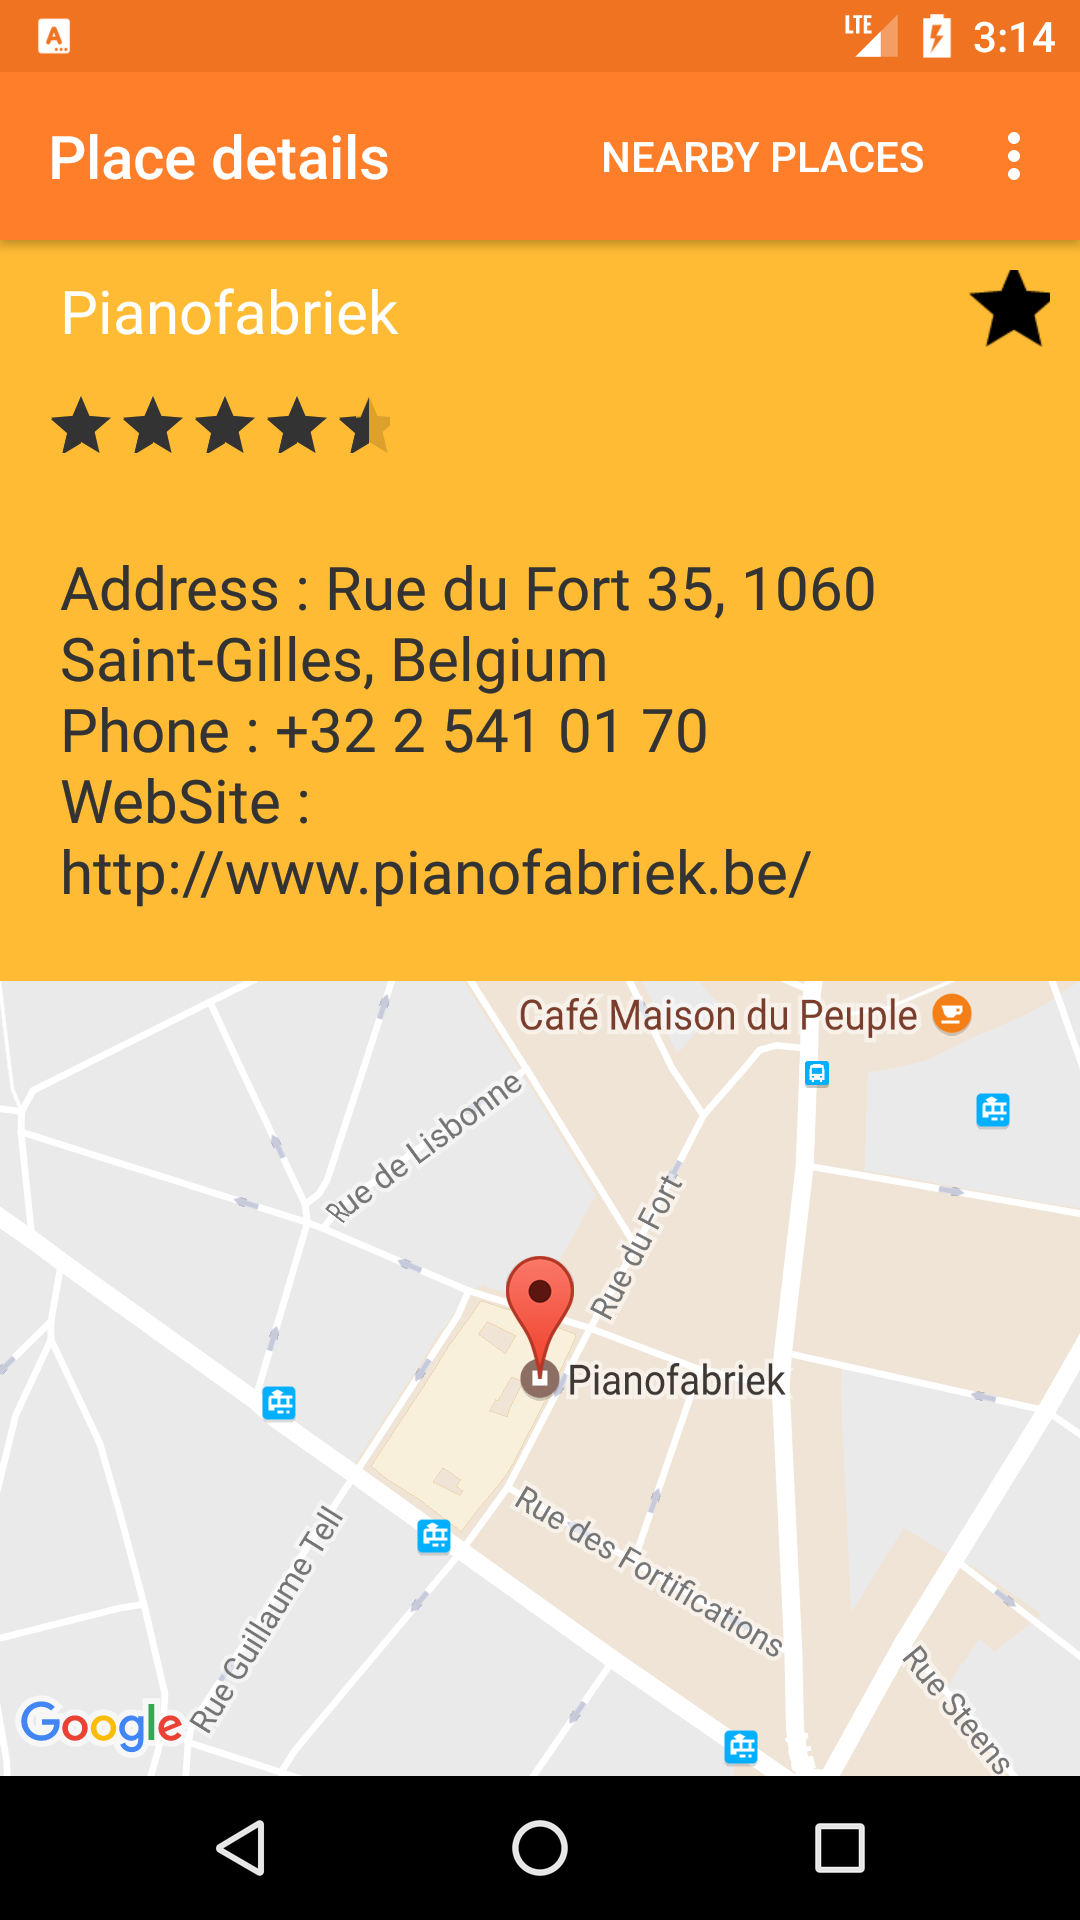 LTE 3:14
Place details NEARBY PLACES
Pianofabriek
Address : Rue du Fort 35, 1060
Saint-Gilles, Belgium
Phone : +32 2 541 01 70
WebSite :
http://www.pianofabriek.be/
Café Maison du Peuple
Rue de Lisbonne
Rue du Fort
Pianofabriek
Rue des Fortifications
Rue Guillaume Tell
Rue Steens
Google